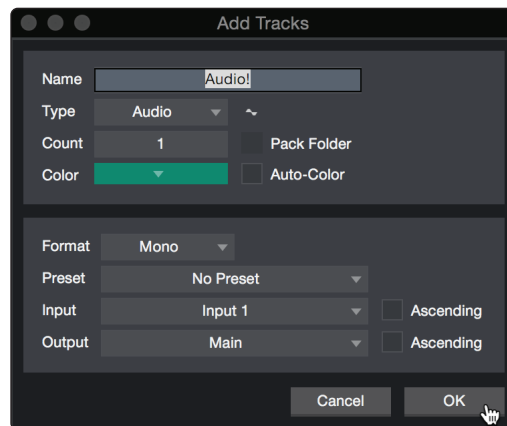 Add Tracks
Name Audio!
Type Audio
Count 1 Pack Folder
Color Auto-Color
Format Mono
Preset No Preset
Input Input 1 Ascending
Output Main Ascending
Cancel OK